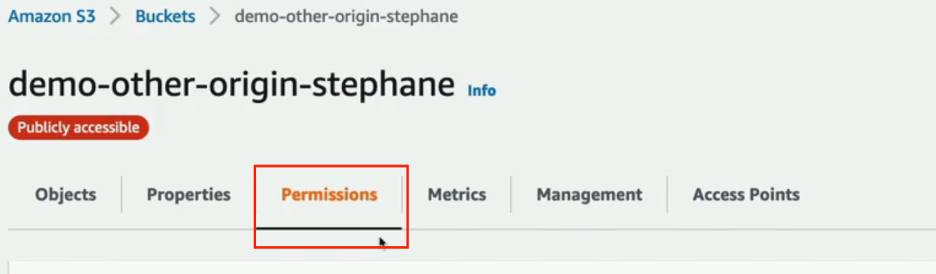 Amazon S3 > Buckets > demo-other-origin-stephane
demo-other-origin-stephane Info
Publicly accessible
Objects Properties Permissions Metrics Management Access Points